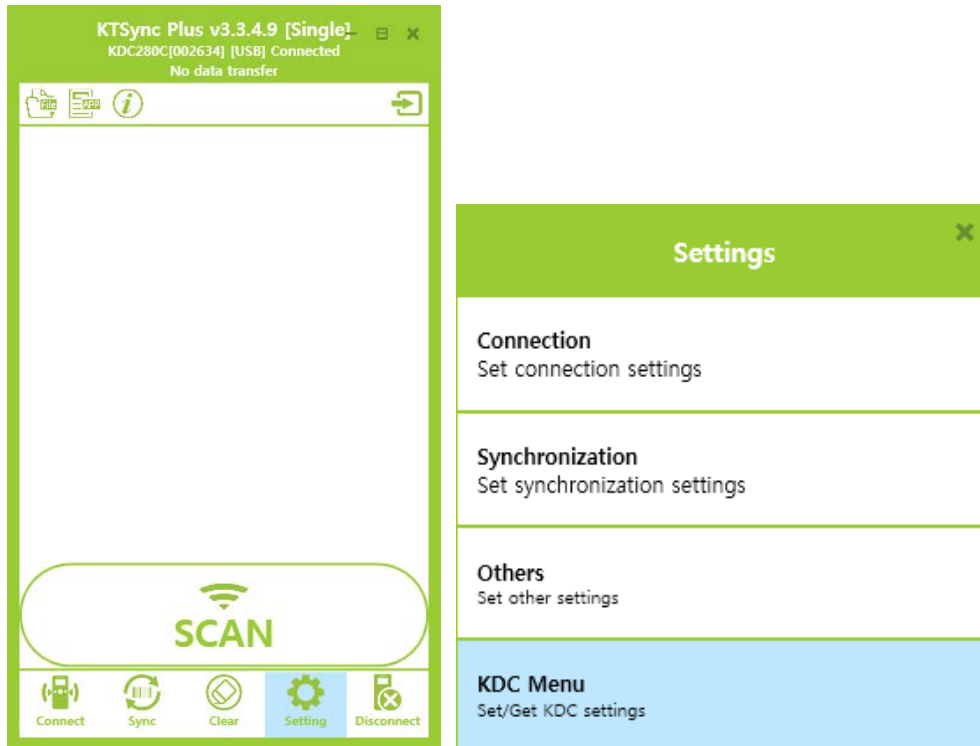 KTSync Plus v3.3.4.9 [Single]
KDC280C[002634] [USB] Connected
No data transfer
File
APP
i
SCAN
Connect
Sync
Clear
Setting
Disconnect
Settings
Connection
Set connection settings
Synchronization
Set synchronization settings
Others
Set other settings
KDC Menu
Set/Get KDC settings